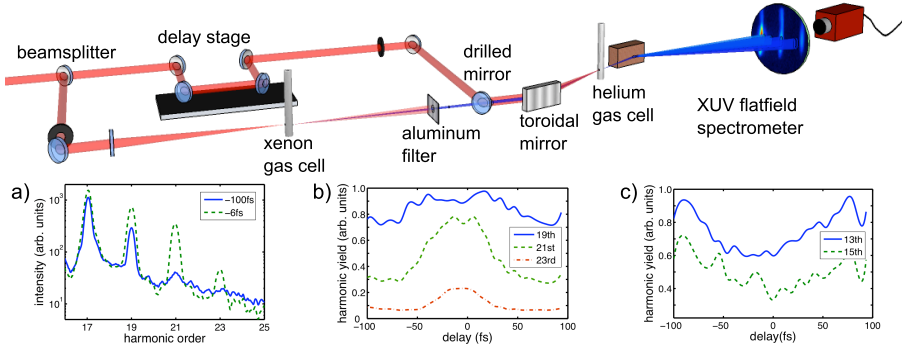 beamsplitter
delay stage
drilled
mirror
xenon
gas cell
aluminum
filter
toroidal
mirror
helium
gas cell
XUV flatfield
spectrometer
a)
10³
10²
10¹
intensity (arb. units)
−100fs
−6fs
17 19 21 23 25
harmonic order
b)
1.0
0.8
0.6
0.4
0.2
0
harmonic yield (arb. units)
19th
21st
23rd
−100 −50 0 50 100
delay (fs)
c)
1.0
0.8
0.6
0.4
harmonic yield (arb. units)
13th
15th
−100 −50 0 50 100
delay(fs)